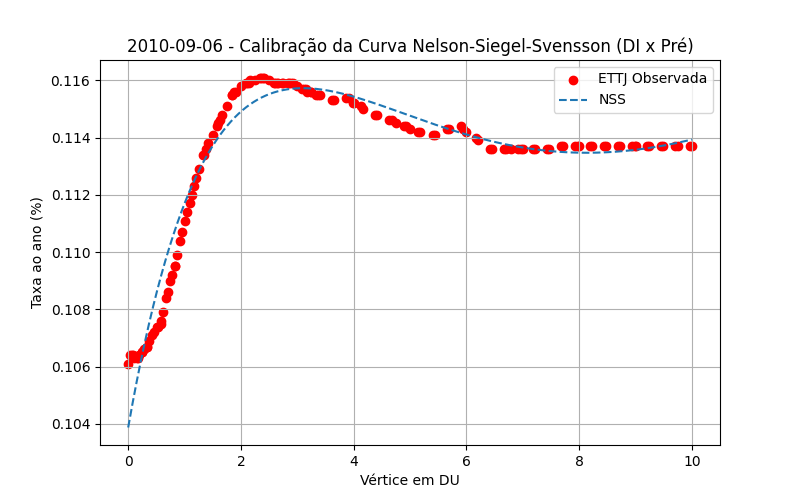 2010-09-06 - Calibração da Curva Nelson-Siegel-Svensson (DI x Pré)
ETTJ Observada
NSS
Taxa ao ano (%)
0.116
0.114
0.112
0.110
0.108
0.106
0.104
0 2 4 6 8 10
Vértice em DU